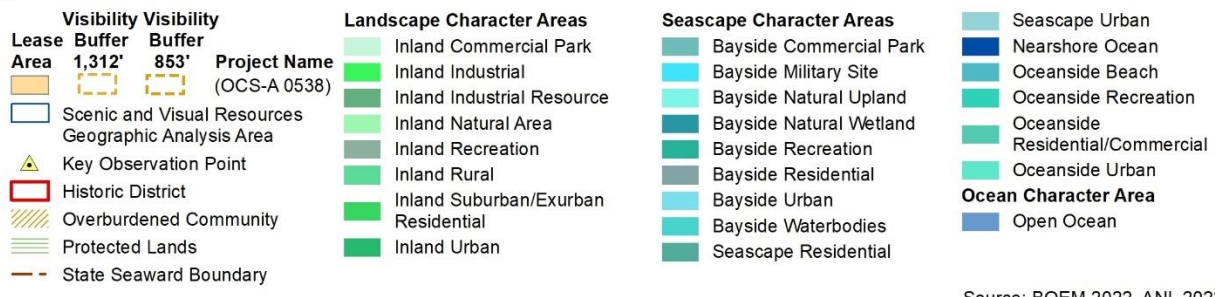 Visibility Visibility
Lease Buffer Buffer
Area 1,312' 853' Project Name
(OCS-A 0538)
Scenic and Visual Resources
Geographic Analysis Area
Key Observation Point
Historic District
Overburdened Community
Protected Lands
State Seaward Boundary
Landscape Character Areas
Inland Commercial Park
Inland Industrial
Inland Industrial Resource
Inland Natural Area
Inland Recreation
Inland Rural
Inland Suburban/Exurban
Residential
Inland Urban
Seascape Character Areas
Bayside Commercial Park
Bayside Military Site
Bayside Natural Upland
Bayside Natural Wetland
Bayside Recreation
Bayside Residential
Bayside Urban
Bayside Waterbodies
Seascape Residential
Seascape Urban
Nearshore Ocean
Oceanside Beach
Oceanside Recreation
Oceanside
Residential/Commercial
Oceanside Urban
Ocean Character Area
Open Ocean